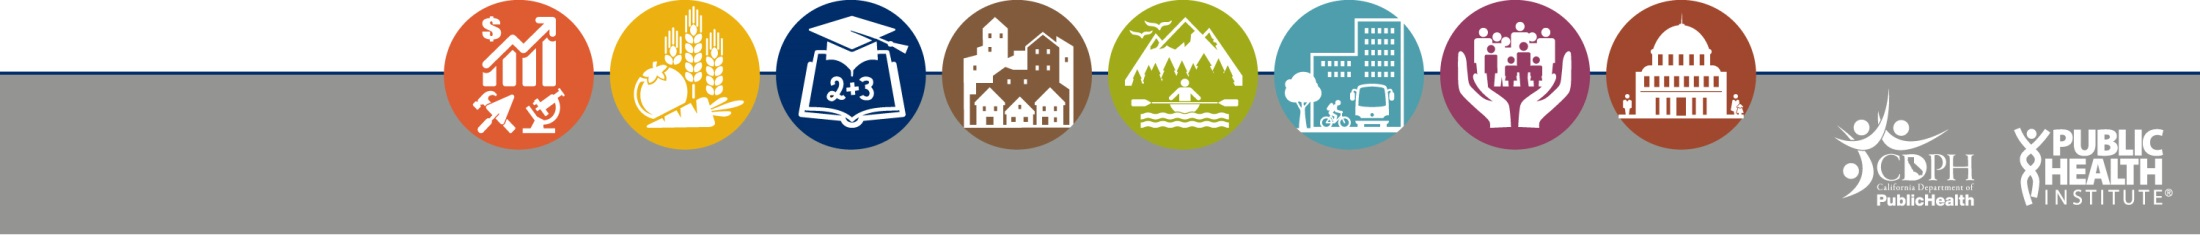 $
2+3
CDPH
California Department of
PublicHealth
PUBLIC
HEALTH
INSTITUTE®